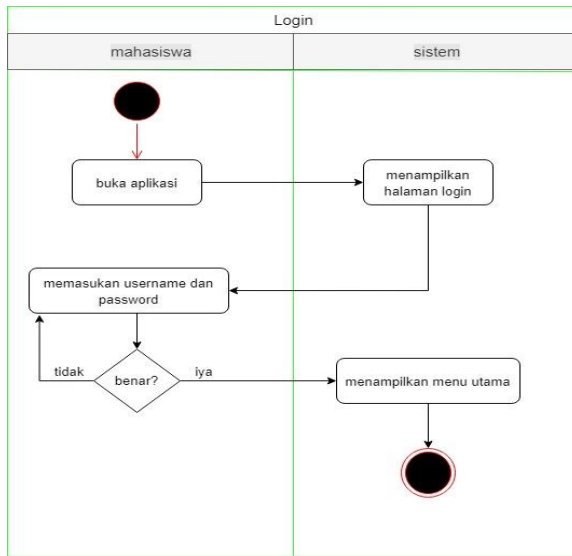 Login
mahasiswa
sistem
buka aplikasi
menampilkan
halaman login
memasukan username dan
password
benar?
tidak
iya
menampilkan menu utama